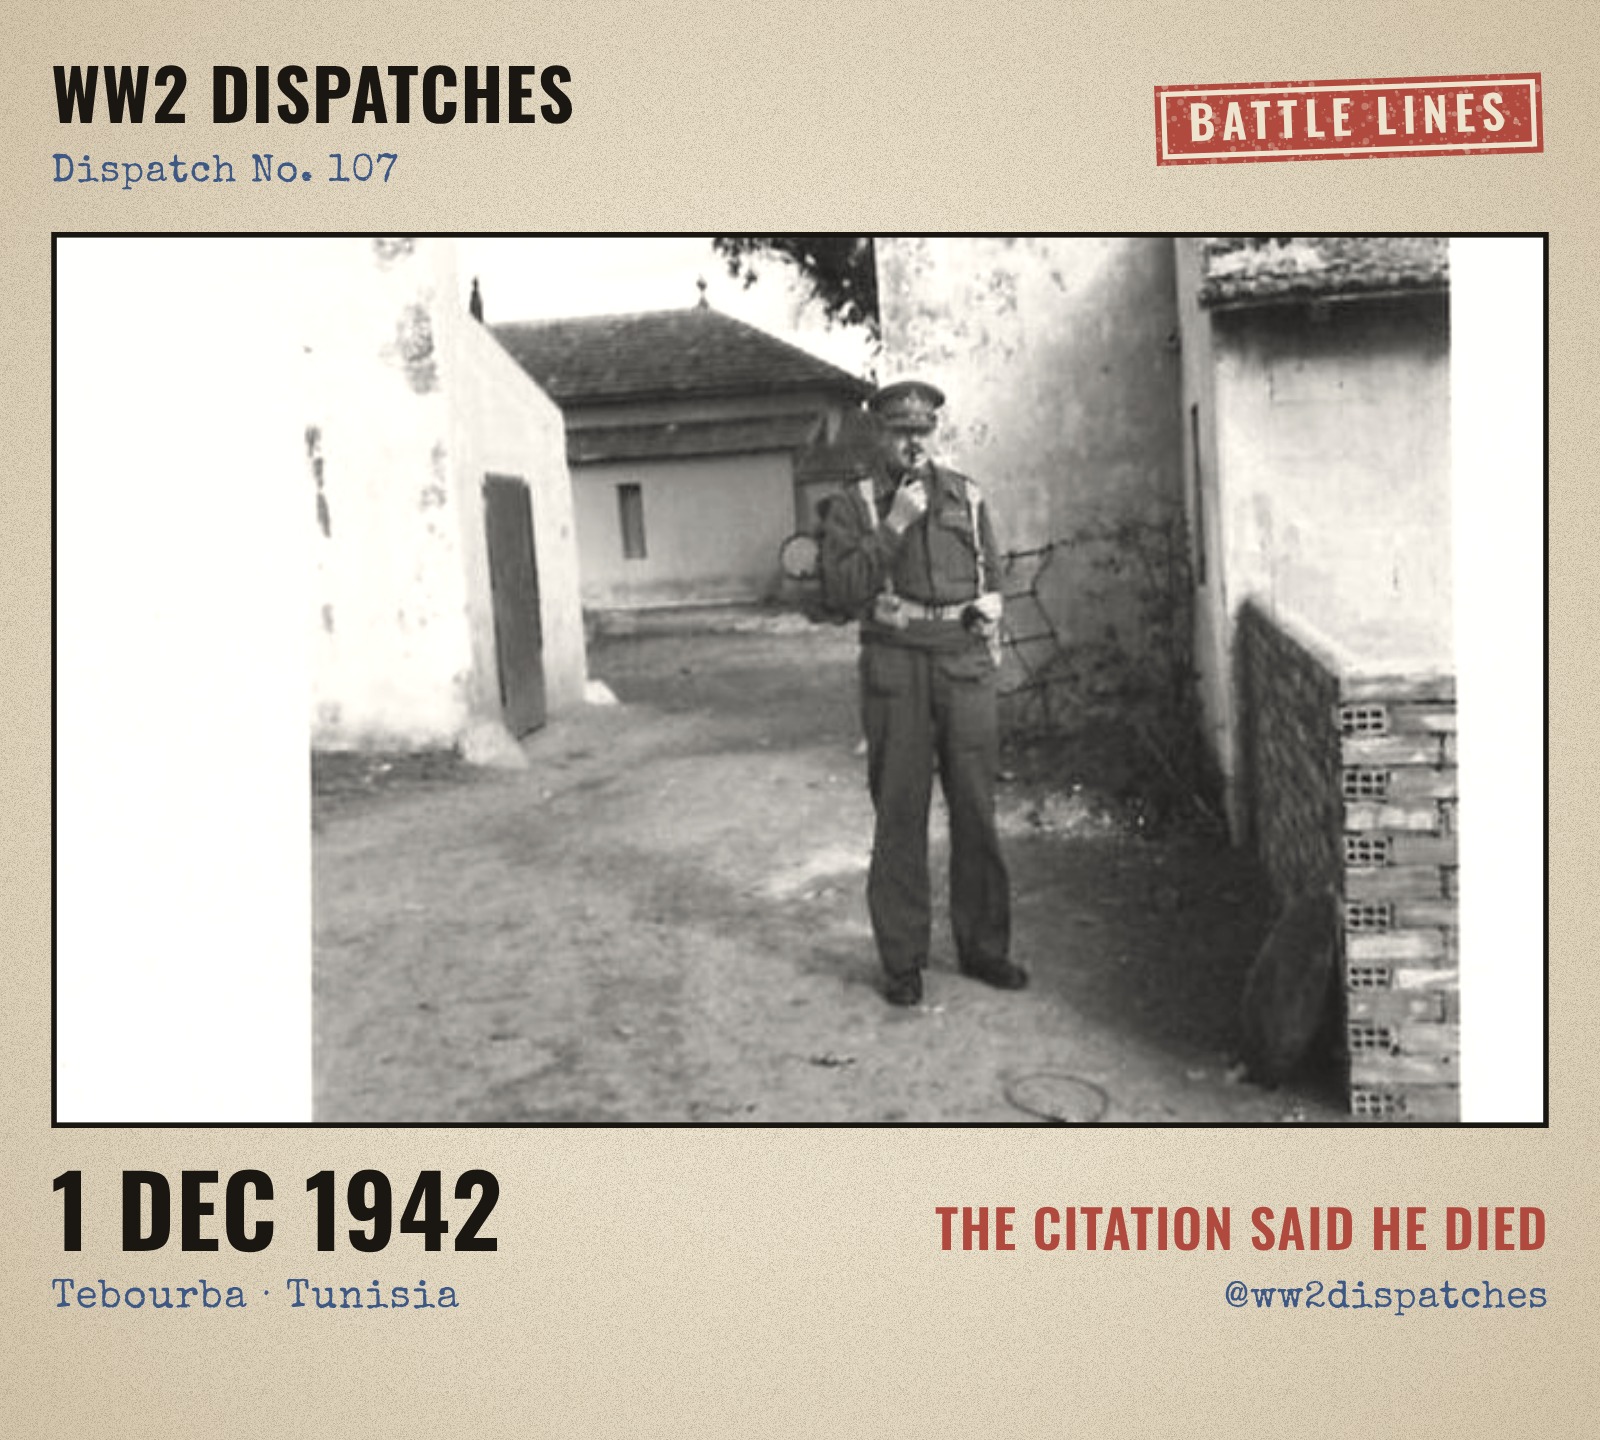 WW2 DISPATCHES
Dispatch No. 107
BATTLE LINES
1 DEC 1942
Tebourba · Tunisia
THE CITATION SAID HE DIED
@ww2dispatches